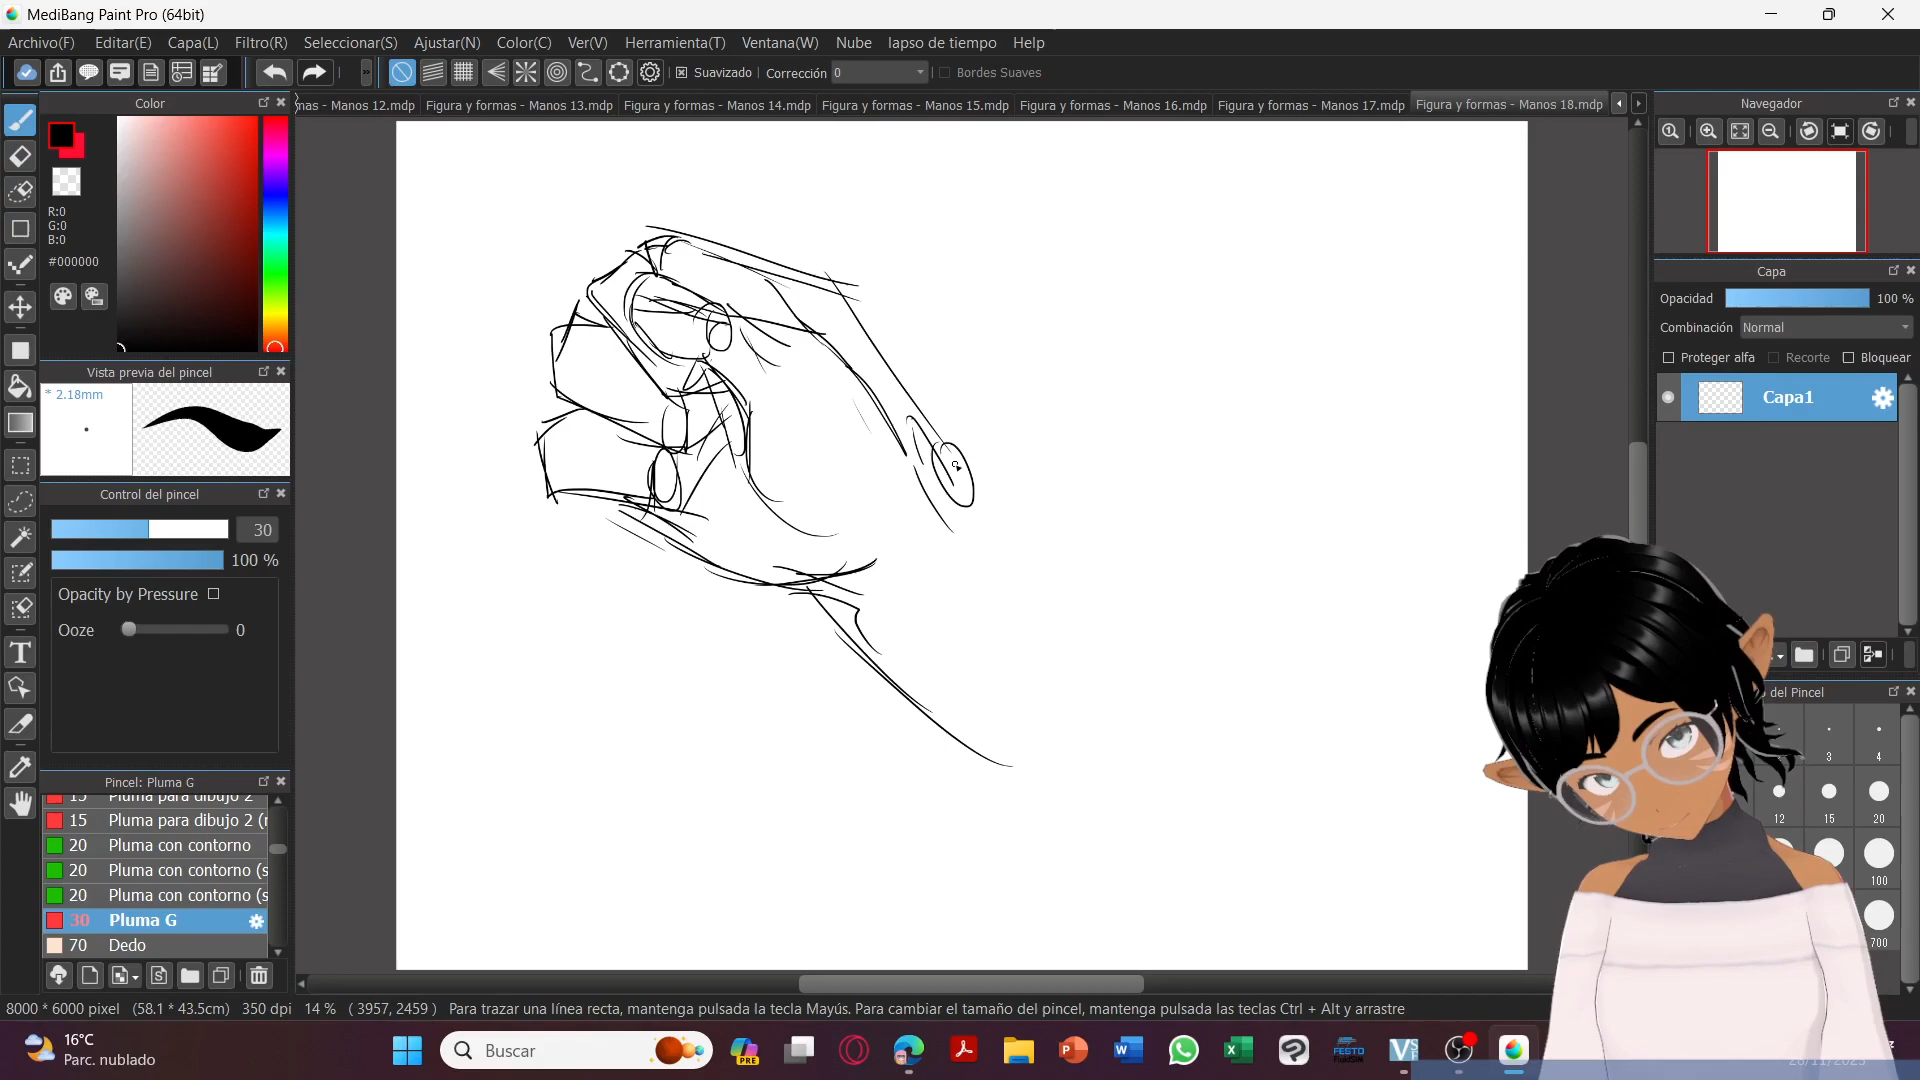 MediBang Paint Pro (64bit)
Archivo(F) Editar(E) Capa(L) Filtro(R) Seleccionar(S) Ajustar(N) Color(C) Ver(V) Herramienta(T) Ventana(W) Nube lapso de tiempo Help
Suavizado Corrección 0 Bordes Suaves
mas - Manos 12.mdp Figura y formas - Manos 13.mdp Figura y formas - Manos 14.mdp Figura y formas - Manos 15.mdp Figura y formas - Manos 16.mdp Figura y formas - Manos 17.mdp Figura y formas - Manos 18.mdp
Color
R:0
G:0
B:0
#000000
Vista previa del pincel
* 2.18mm
Control del pincel
30
100 %
Opacity by Pressure
Ooze 0
Pincel: Pluma G
15 Pluma para dibujo 2
15 Pluma para dibujo 2 (r
20 Pluma con contorno
20 Pluma con contorno (s
20 Pluma con contorno (s
30 Pluma G
70 Dedo
Navegador
Capa
Opacidad 100 %
Combinación Normal
Proteger alfa Recorte Bloquear
Capa1
del Pincel
3 4
12 15 20
100
700
8000 * 6000 pixel (58.1 * 43.5cm) 350 dpi 14 % ( 3957, 2459 ) Para trazar una línea recta, mantenga pulsada la tecla Mayús. Para cambiar el tamaño del pincel, mantenga pulsadas las teclas Ctrl + Alt y arrastre
16°C
Parc. nublado
Buscar
PRE
FESTO